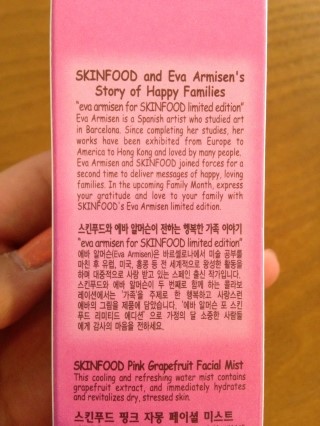 SKINFOOD and Eva Armisen's
Story of Happy Families
"eva armisen for SKINFOOD limited edition"
Eva Armisen is a Spanish artist who studied art
in Barcelona. Since completing her studies, her
works have been exhibited from Europe to
America to Hong Kong and loved by many people.
Eva Armisen and SKINFOOD joined forces for a
second time to deliver messages of happy, loving
families. In the upcoming Family Month, express
your gratitude and love to your family with
SKINFOOD's Eva Armisen limited edition.
스킨푸드와 에바 알머슨이 전하는 행복한 가족 이야기
"eva armisen for SKINFOOD limited edition"
에바 알머슨(Eva Armisen)은 바르셀로나에서 미술 공부를
마친 후 유럽, 미국, 홍콩 등 전 세계적으로 왕성한 활동을
하며 대중적으로 사랑 받고 있는 스페인 출신 작가입니다.
스킨푸드와 에바 알머슨이 두 번째로 함께 하는 콜라보
레이션에서는 '가족'을 주제로 한 행복하고 사랑스런
에바의 그림을 제품에 담았습니다. '에바 알머슨 포 스킨
푸드 리미티드 에디션' 으로 가정의 달 소중한 사람들
에게 감사의 마음을 전하세요.
SKINFOOD Pink Grapefruit Facial Mist
This cooling and refreshing water mist contains
grapefruit extract, and immediately hydrates
and revitalizes dry, stressed skin.
스킨푸드 핑크 자몽 페이셜 미스트